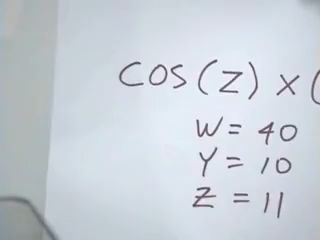 COS(Z) × (
W = 40
Y = 10
Z = 11